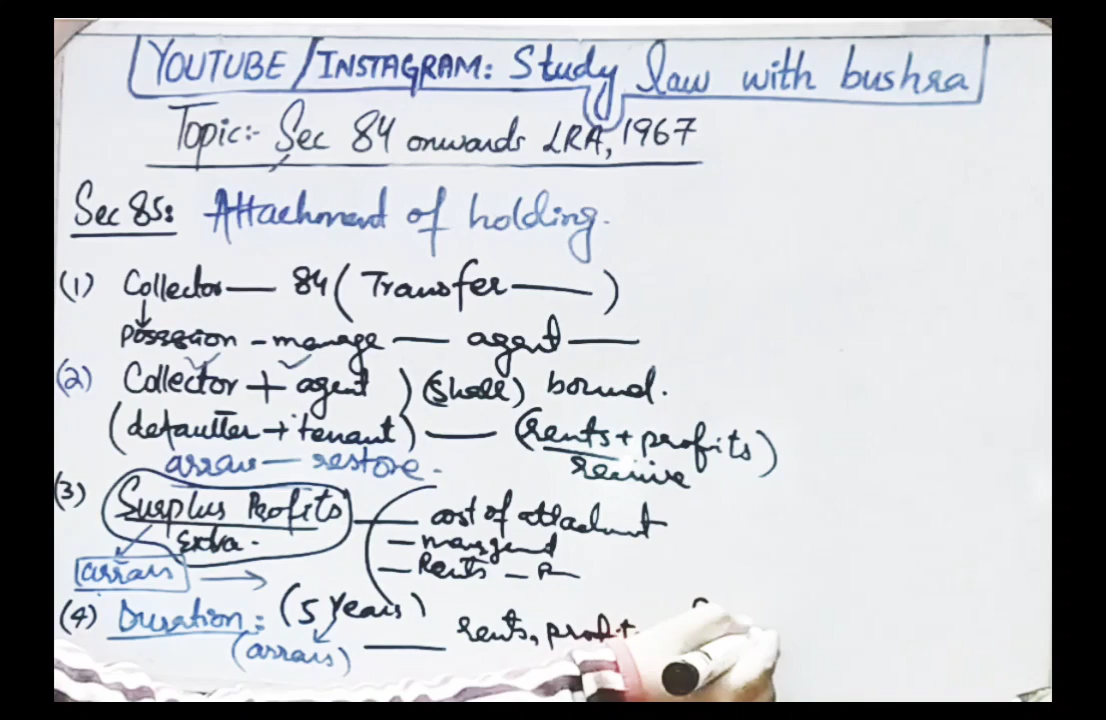 YOUTUBE/INSTAGRAM: Study law with bushra
Topic:- Sec 84 onwards LRA, 1967
Sec 85: Attachment of holding.
(1) Collector — 84 (Transfer —)
possession - manage — agent —
(2) Collector + agent) (shall) bound.
(defaulter → tenant) — (rents + profits)
arrears — restore. receive
(3) Surplus Profits — cost of attachment
Extra.
— Rents — R
arrears →
(4) Duration: (5 years)
(arrears) — rents, profit